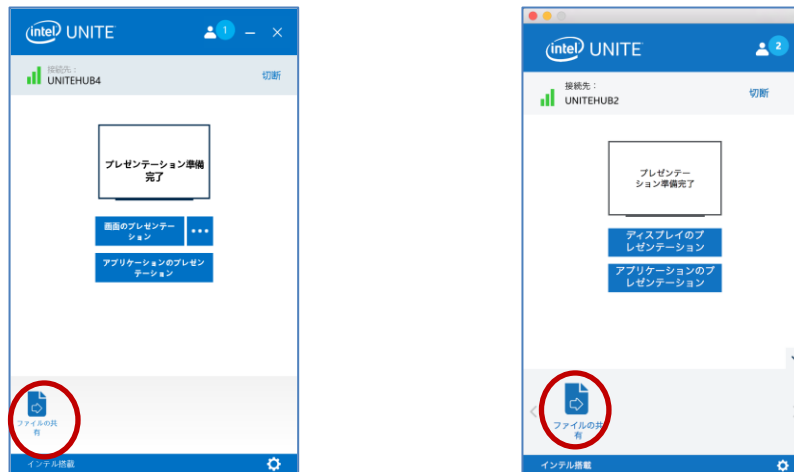 intel UNITE
1
接続先：
UNITEHUB4
切断
プレゼンテーション準備
完了
画面のプレゼンテー
ション
アプリケーションのプレゼン
テーション
ファイルの共
有
インテル搭載
intel UNITE
2
接続先：
UNITEHUB2
切断
プレゼンテー
ション準備完了
ディスプレイのプ
レゼンテーション
アプリケーションのプ
レゼンテーション
ファイルの共
有
インテル搭載